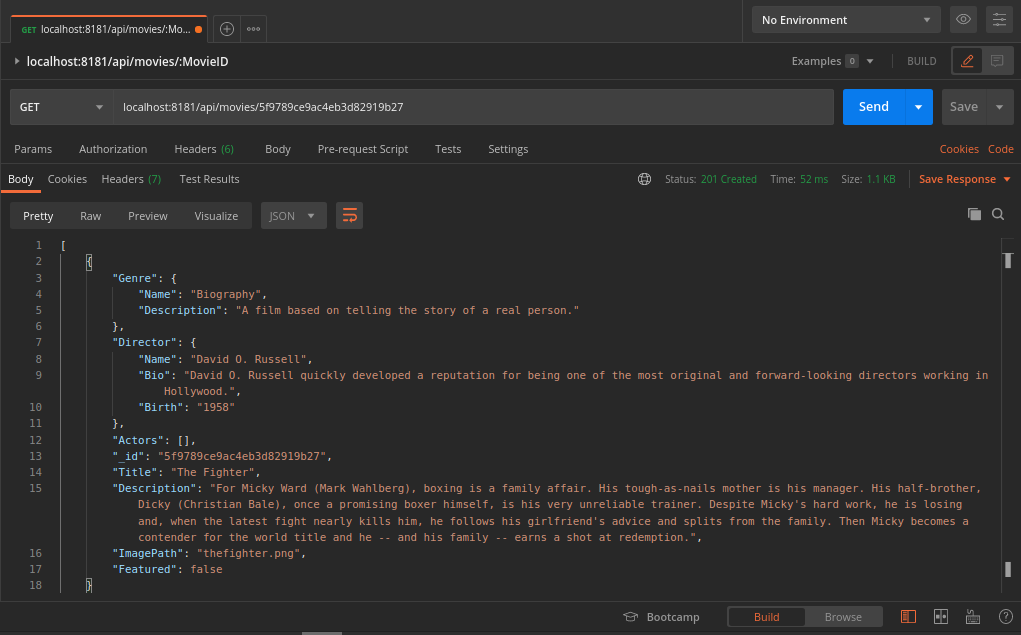 GET localhost:8181/api/movies/:Mo...
No Environment
localhost:8181/api/movies/:MovieID
Examples 0
BUILD
GET
localhost:8181/api/movies/5f9789ce9ac4eb3d82919b27
Send
Save
Params Authorization Headers (6) Body Pre-request Script Tests Settings
Cookies Code
Body Cookies Headers (7) Test Results
Status: 201 Created Time: 52 ms Size: 1.1 KB
Save Response
Pretty Raw Preview Visualize JSON
1 [
2 {
3 "Genre": {
4 "Name": "Biography",
5 "Description": "A film based on telling the story of a real person."
6 },
7 "Director": {
8 "Name": "David O. Russell",
9 "Bio": "David O. Russell quickly developed a reputation for being one of the most original and forward-looking directors working in
Hollywood.",
10 "Birth": "1958"
11 },
12 "Actors": [],
13 "_id": "5f9789ce9ac4eb3d82919b27",
14 "Title": "The Fighter",
15 "Description": "For Micky Ward (Mark Wahlberg), boxing is a family affair. His tough-as-nails mother is his manager. His half-brother,
Dicky (Christian Bale), once a promising boxer himself, is his very unreliable trainer. Despite Micky's hard work, he is losing
and, when the latest fight nearly kills him, he follows his girlfriend's advice and splits from the family. Then Micky becomes a
contender for the world title and he -- and his family -- earns a shot at redemption.",
16 "ImagePath": "thefighter.png",
17 "Featured": false
18 }
Bootcamp
Build Browse